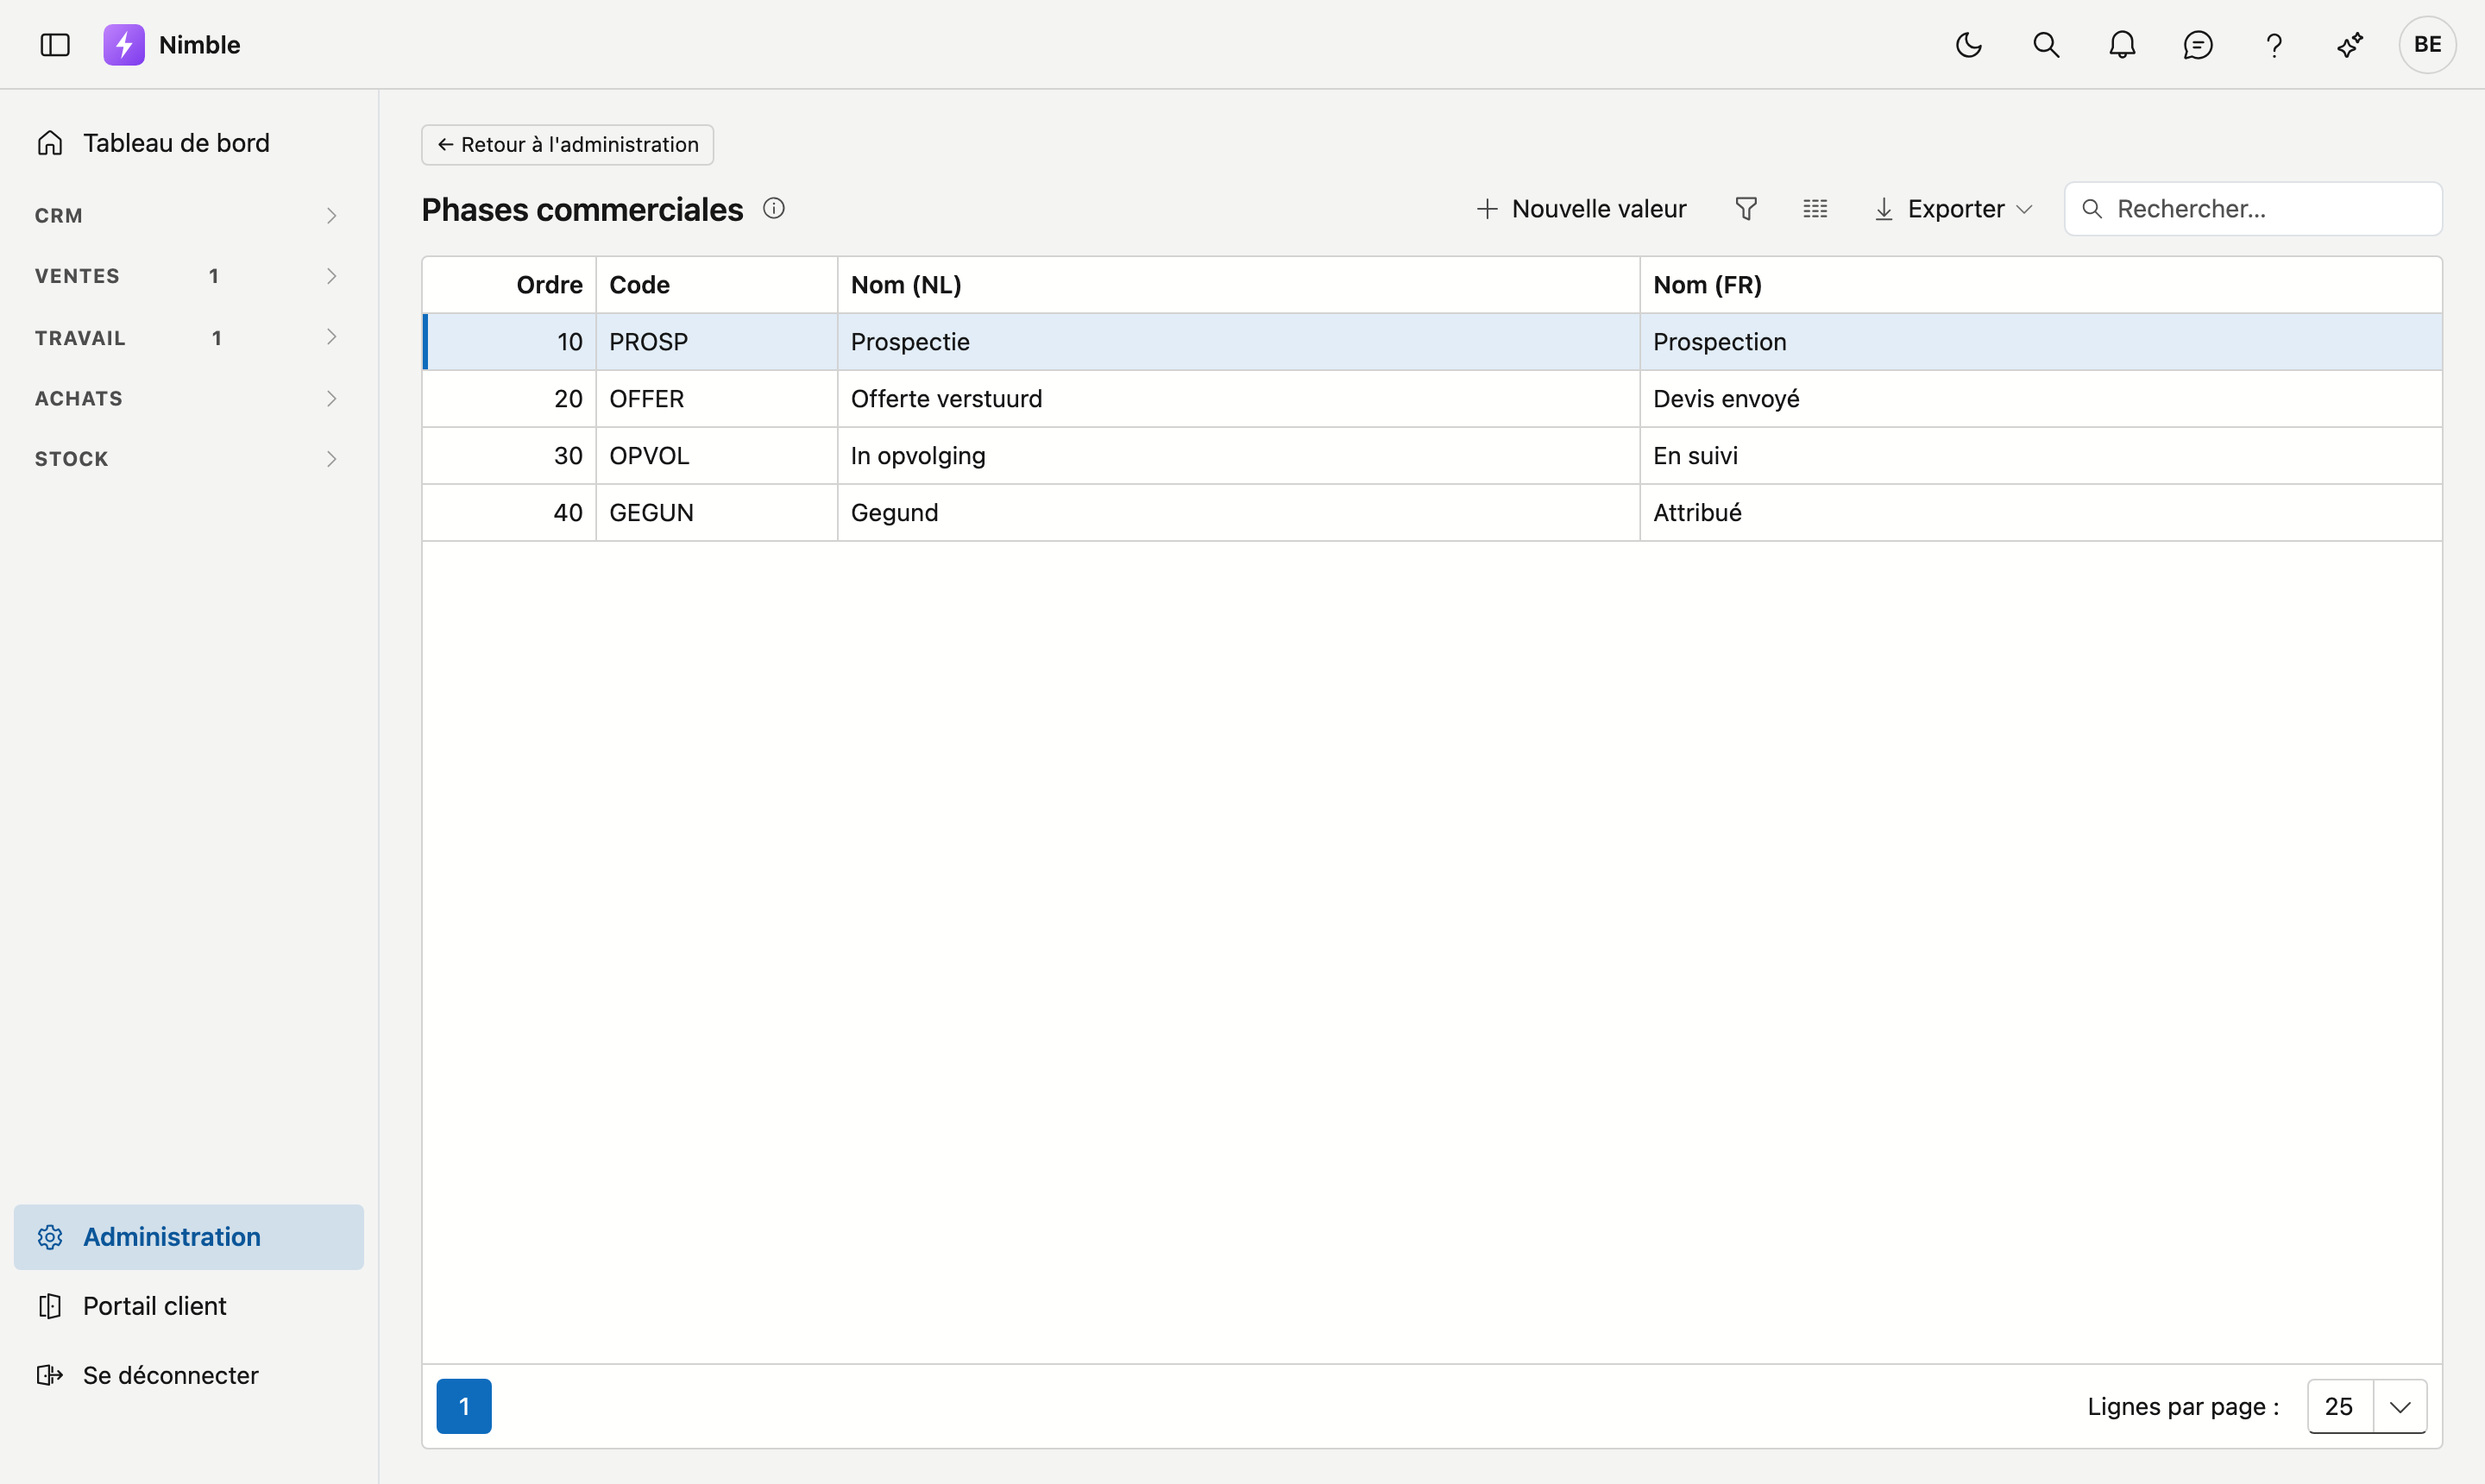 Nimble
BE
Tableau de bord
CRM
VENTES 1
TRAVAIL 1
ACHATS
STOCK
Administration
Portail client
Se déconnecter
← Retour à l'administration
Phases commerciales
Nouvelle valeur
Exporter
Rechercher...
Ordre Code Nom (NL) Nom (FR)
10 PROSP Prospectie Prospection
20 OFFER Offerte verstuurd Devis envoyé
30 OPVOL In opvolging En suivi
40 GEGUN Gegund Attribué
1
Lignes par page : 25